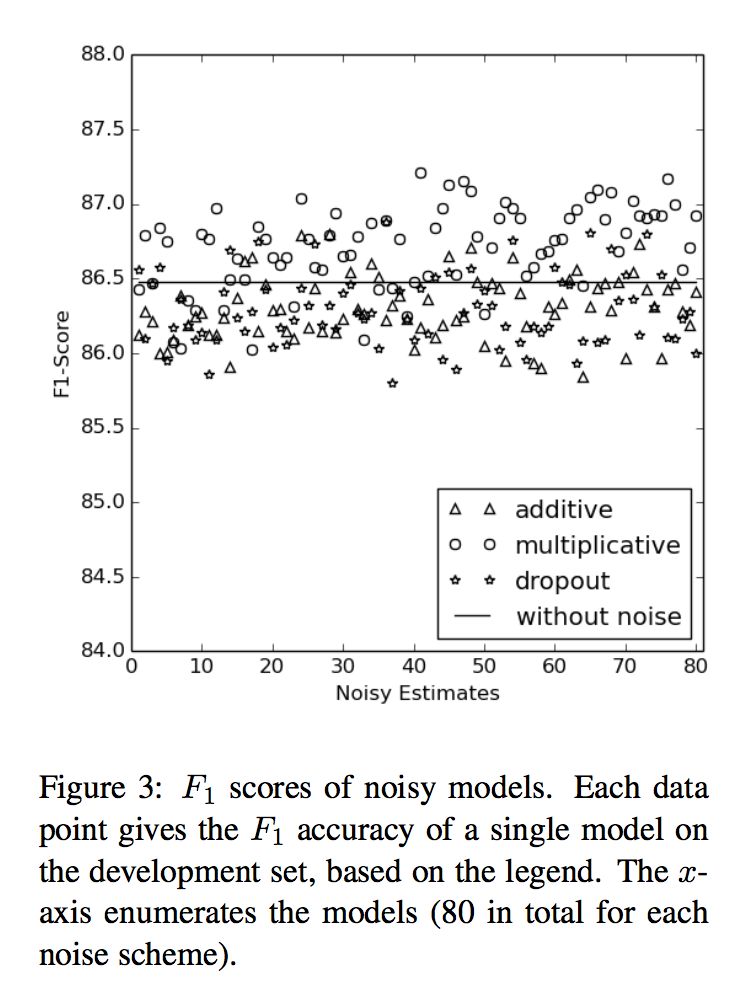 88.0
87.5
87.0
86.5
86.0
85.5
85.0
84.5
84.0
F1-Score
0 10 20 30 40 50 60 70 80
Noisy Estimates
additive
multiplicative
dropout
without noise
Figure 3: F1 scores of noisy models. Each data
point gives the F1 accuracy of a single model on
the development set, based on the legend. The x-
axis enumerates the models (80 in total for each
noise scheme).